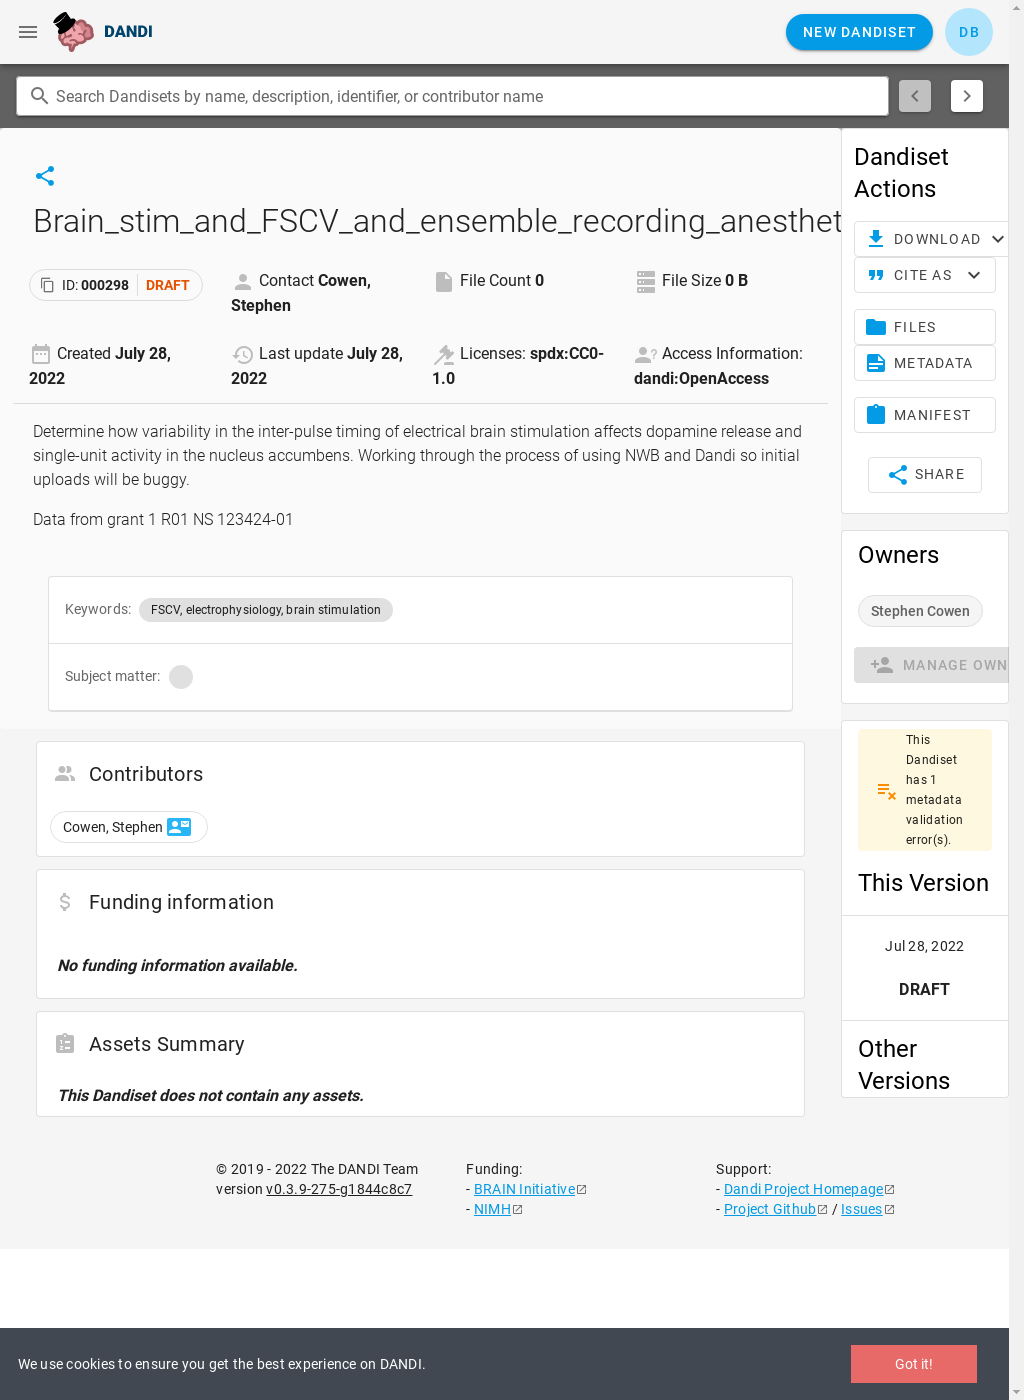 DANDI
NEW DANDISET
DB
Search Dandisets by name, description, identifier, or contributor name
Brain_stim_and_FSCV_and_ensemble_recording_anesthet
ID: 000298 DRAFT
Contact Cowen,
Stephen
File Count 0
File Size 0 B
Created July 28,
2022
Last update July 28,
2022
Licenses: spdx:CC0-
1.0
Access Information:
dandi:OpenAccess
Determine how variability in the inter-pulse timing of electrical brain stimulation affects dopamine release and
single-unit activity in the nucleus accumbens. Working through the process of using NWB and Dandi so initial
uploads will be buggy.
Data from grant 1 R01 NS 123424-01
Keywords: FSCV, electrophysiology, brain stimulation
Subject matter:
Contributors
Cowen, Stephen
Funding information
No funding information available.
Assets Summary
This Dandiset does not contain any assets.
Dandiset
Actions
DOWNLOAD
CITE AS
FILES
METADATA
MANIFEST
SHARE
Owners
Stephen Cowen
MANAGE OWN
This
Dandiset
has 1
metadata
validation
error(s).
This Version
Jul 28, 2022
DRAFT
Other
Versions
© 2019 - 2022 The DANDI Team
version v0.3.9-275-g1844c8c7
Funding:
- BRAIN Initiative
- NIMH
Support:
- Dandi Project Homepage
- Project Github / Issues
We use cookies to ensure you get the best experience on DANDI.
Got it!